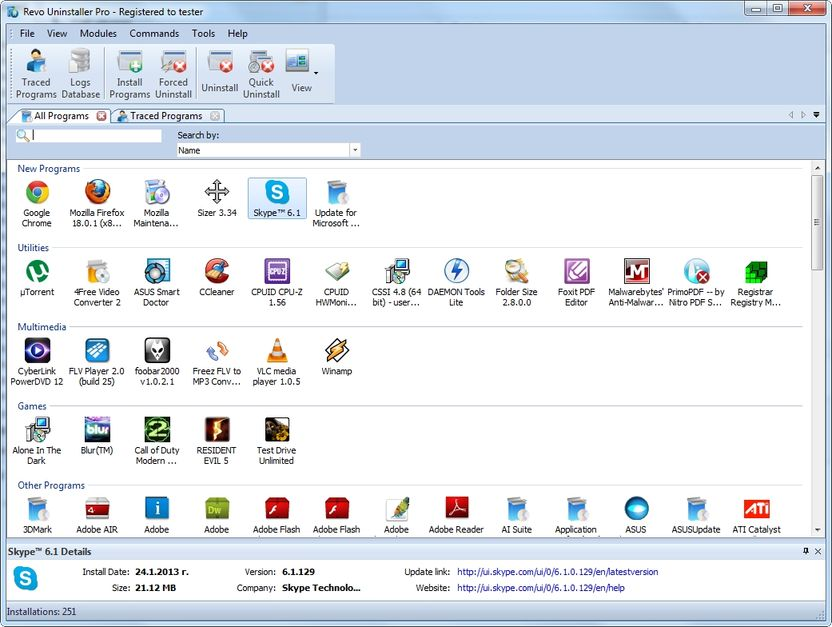 Revo Uninstaller Pro - Registered to tester
File View Modules Commands Tools Help
Traced Programs
Logs Database
Install Programs
Forced Uninstall
Uninstall
Quick Uninstall
View
All Programs
Traced Programs
Search by:
Name
New Programs
Google Chrome
Mozilla Firefox 18.0.1 (x8...
Mozilla Maintena...
Sizer 3.34
Skype™ 6.1
Update for Microsoft ...
Utilities
µTorrent
4Free Video Converter 2
ASUS Smart Doctor
CCleaner
CPUID CPU-Z 1.56
CPUID HWMoni...
CSSI 4.8 (64 bit) - user...
DAEMON Tools Lite
Folder Size 2.8.0.0
Foxit PDF Editor
Malwarebytes' Anti-Malwar...
PrimoPDF -- by Nitro PDF S...
Registrar Registry M...
Multimedia
CyberLink PowerDVD 12
FLV Player 2.0 (build 25)
foobar2000 v1.0.2.1
Freez FLV to MP3 Conv...
VLC media player 1.0.5
Winamp
Games
Alone In The Dark
Blur(TM)
Call of Duty Modern ...
RESIDENT EVIL 5
Test Drive Unlimited
Other Programs
3DMark
Adobe AIR
Adobe
Adobe
Adobe Flash
Adobe Flash
Adobe
Adobe Reader
AI Suite
Application
ASUS
ASUSUpdate
ATI Catalyst
Skype™ 6.1 Details
Install Date: 24.1.2013 г. Version: 6.1.129 Update link: http://ui.skype.com/ui/0/6.1.0.129/en/latestversion
Size: 21.12 MB Company: Skype Technolo... Website: http://ui.skype.com/ui/0/6.1.0.129/en/help
Installations: 251